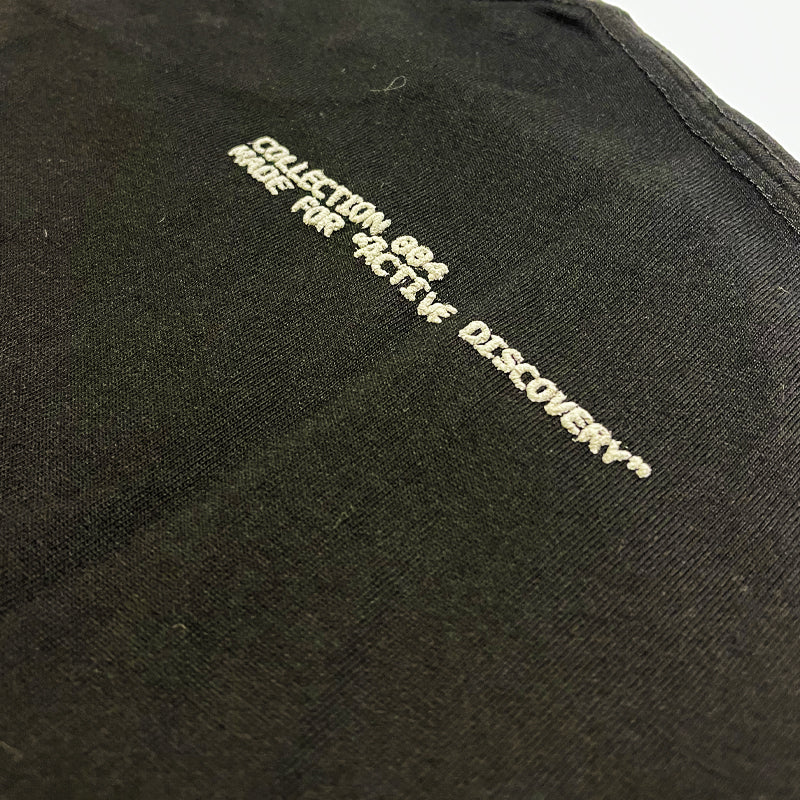 COLLECTION 004
MADE FOR "ACTIVE DISCOVERY"